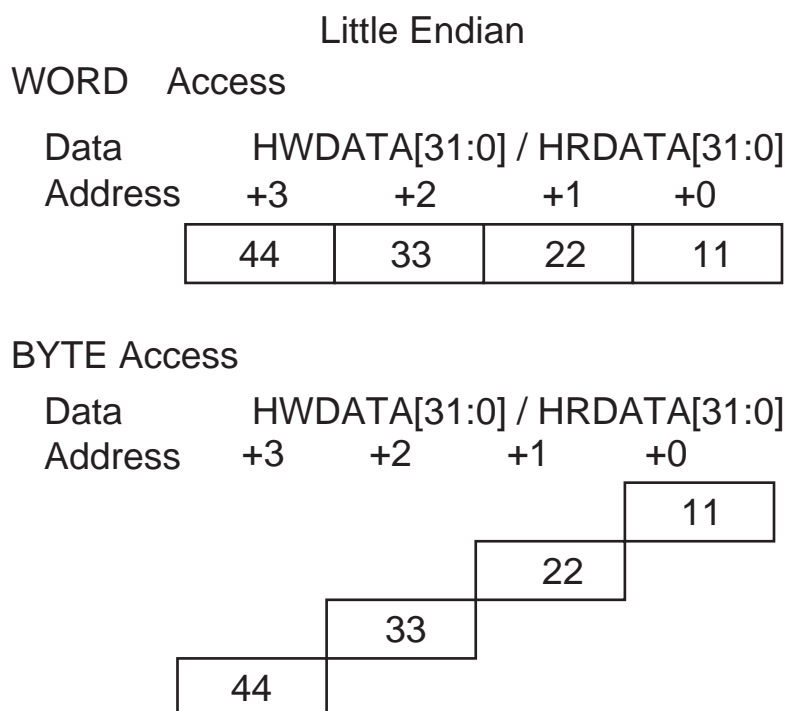 Little Endian
WORD Access
Data HWDATA[31:0] / HRDATA[31:0]
Address +3 +2 +1 +0
44 33 22 11
BYTE Access
Data HWDATA[31:0] / HRDATA[31:0]
Address +3 +2 +1 +0
11
22
33
44